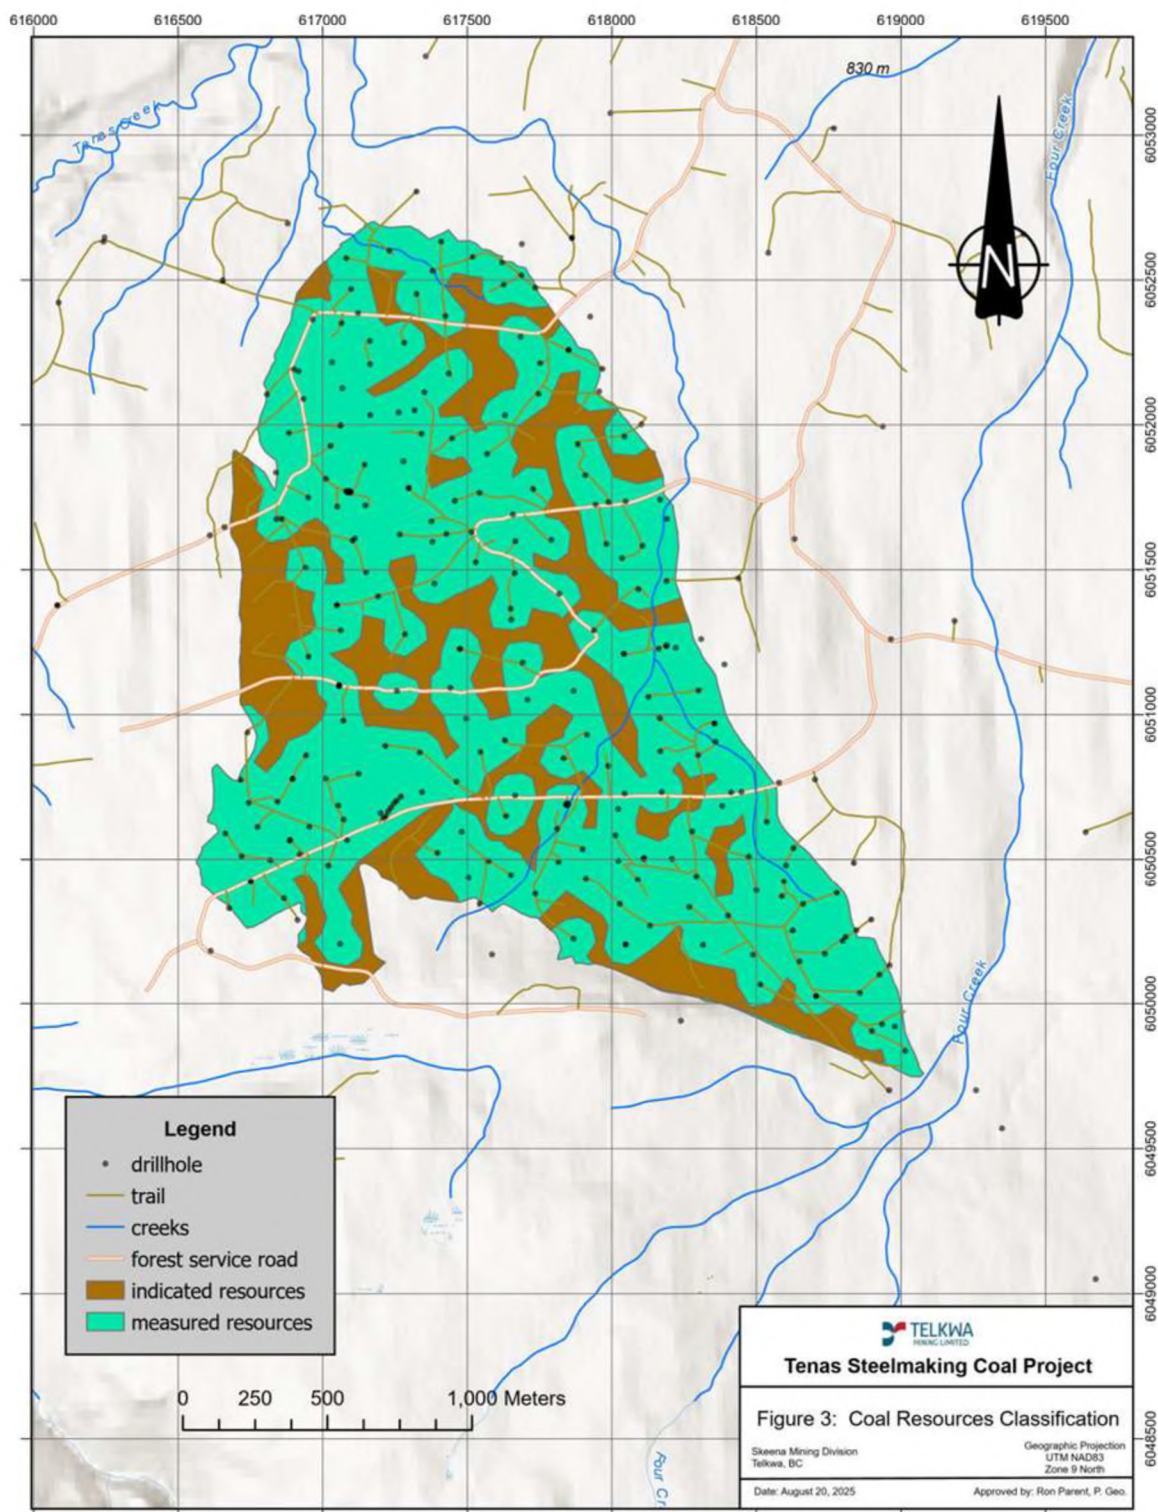 616000
616500
617000
617500
618000
618500
619000
619500
830 m
Tenas Creek
Four Creek
6053000
6052500
N
6052000
6051500
6051000
6050500
6050000
Four Creek
6049500
6049000
6048500
Legend
drillhole
trail
creeks
forest service road
indicated resources
measured resources
0 250 500 1,000 Meters
Four Cr
TELKWA
MINING LIMITED
Tenas Steelmaking Coal Project
Figure 3: Coal Resources Classification
Skeena Mining Division
Telkwa, BC
Geographic Projection
UTM NAD83
Zone 9 North
Date: August 20, 2025
Approved by: Ron Parent, P. Geo.